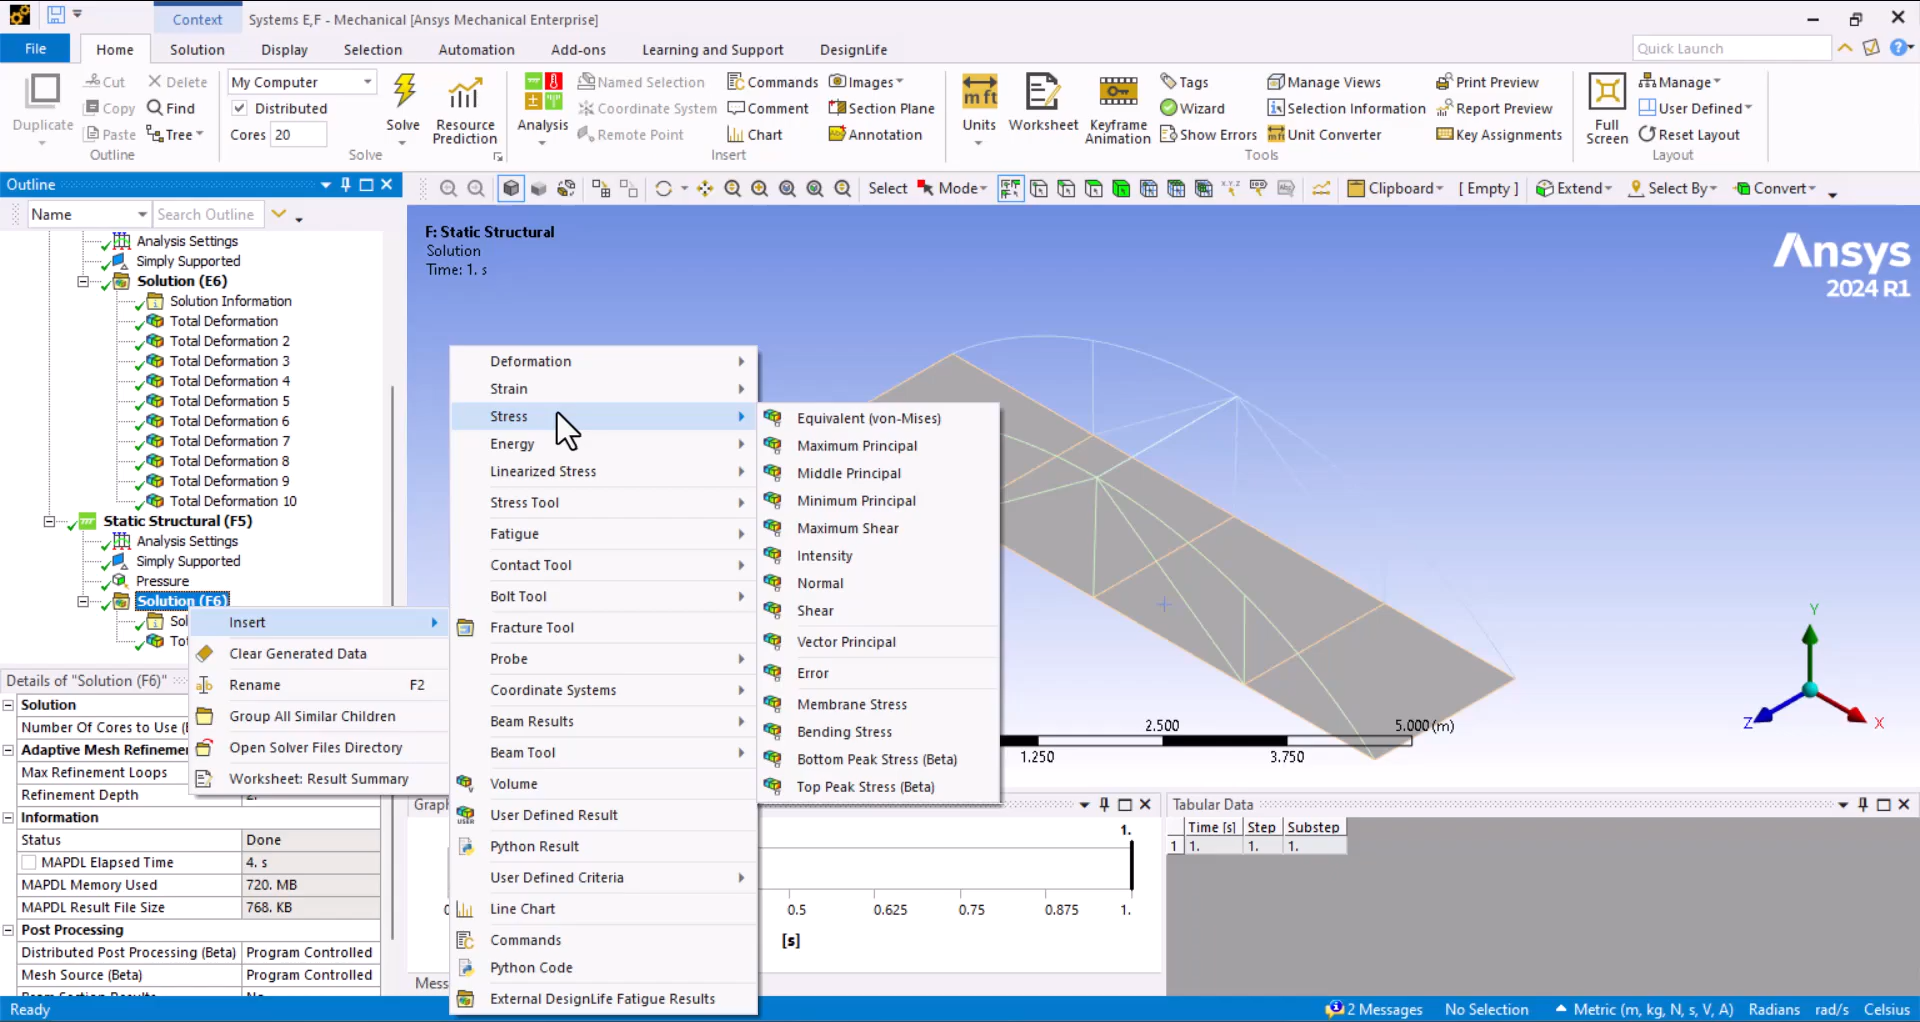 Context
Systems E,F - Mechanical [Ansys Mechanical Enterprise]
File
Home
Solution
Display
Selection
Automation
Add-ons
Learning and Support
DesignLife
Quick Launch
Duplicate
Cut
Delete
Copy
Find
Paste
Tree
Outline
My Computer
Distributed
Cores 20
Solve
Resource
Prediction
Solve
Analysis
Named Selection
Coordinate System
Remote Point
Commands
Comment
Chart
Images
Section Plane
Annotation
Insert
Units
Worksheet
Keyframe
Animation
Tags
Wizard
Show Errors
Manage Views
Selection Information
Unit Converter
Print Preview
Report Preview
Key Assignments
Tools
Full
Screen
Manage
User Defined
Reset Layout
Layout
Outline
Name
Search Outline
Select
Mode
Clipboard
[ Empty ]
Extend
Select By
Convert
Analysis Settings
Simply Supported
Solution (E6)
Solution Information
Total Deformation
Total Deformation 2
Total Deformation 3
Total Deformation 4
Total Deformation 5
Total Deformation 6
Total Deformation 7
Total Deformation 8
Total Deformation 9
Total Deformation 10
Static Structural (F5)
Analysis Settings
Simply Supported
Pressure
Solution (F6)
Sol
Tot
F: Static Structural
Solution
Time: 1. s
Ansys
2024 R1
Insert
Clear Generated Data
Rename F2
Group All Similar Children
Open Solver Files Directory
Worksheet: Result Summary
Deformation
Strain
Stress
Energy
Linearized Stress
Stress Tool
Fatigue
Contact Tool
Bolt Tool
Fracture Tool
Probe
Coordinate Systems
Beam Results
Beam Tool
Volume
User Defined Result
Python Result
User Defined Criteria
Line Chart
Commands
Python Code
External DesignLife Fatigue Results
Equivalent (von-Mises)
Maximum Principal
Middle Principal
Minimum Principal
Maximum Shear
Intensity
Normal
Shear
Vector Principal
Error
Membrane Stress
Bending Stress
Bottom Peak Stress (Beta)
Top Peak Stress (Beta)
2.500
5.000 (m)
1.250
3.750
Y
Z
X
Details of "Solution (F6)"
Solution
Number Of Cores to Use (
Adaptive Mesh Refineme
Max Refinement Loops
Refinement Depth 2.
Information
Status Done
MAPDL Elapsed Time 4. s
MAPDL Memory Used 720. MB
MAPDL Result File Size 768. KB
Post Processing
Distributed Post Processing (Beta) Program Controlled
Mesh Source (Beta) Program Controlled
Grap
1.
0.5
0.625
0.75
0.875
1.
[s]
Mess
Tabular Data
Time [s] Step Substep
1 1. 1. 1.
Ready
2 Messages
No Selection
Metric (m, kg, N, s, V, A)
Radians
rad/s
Celsius